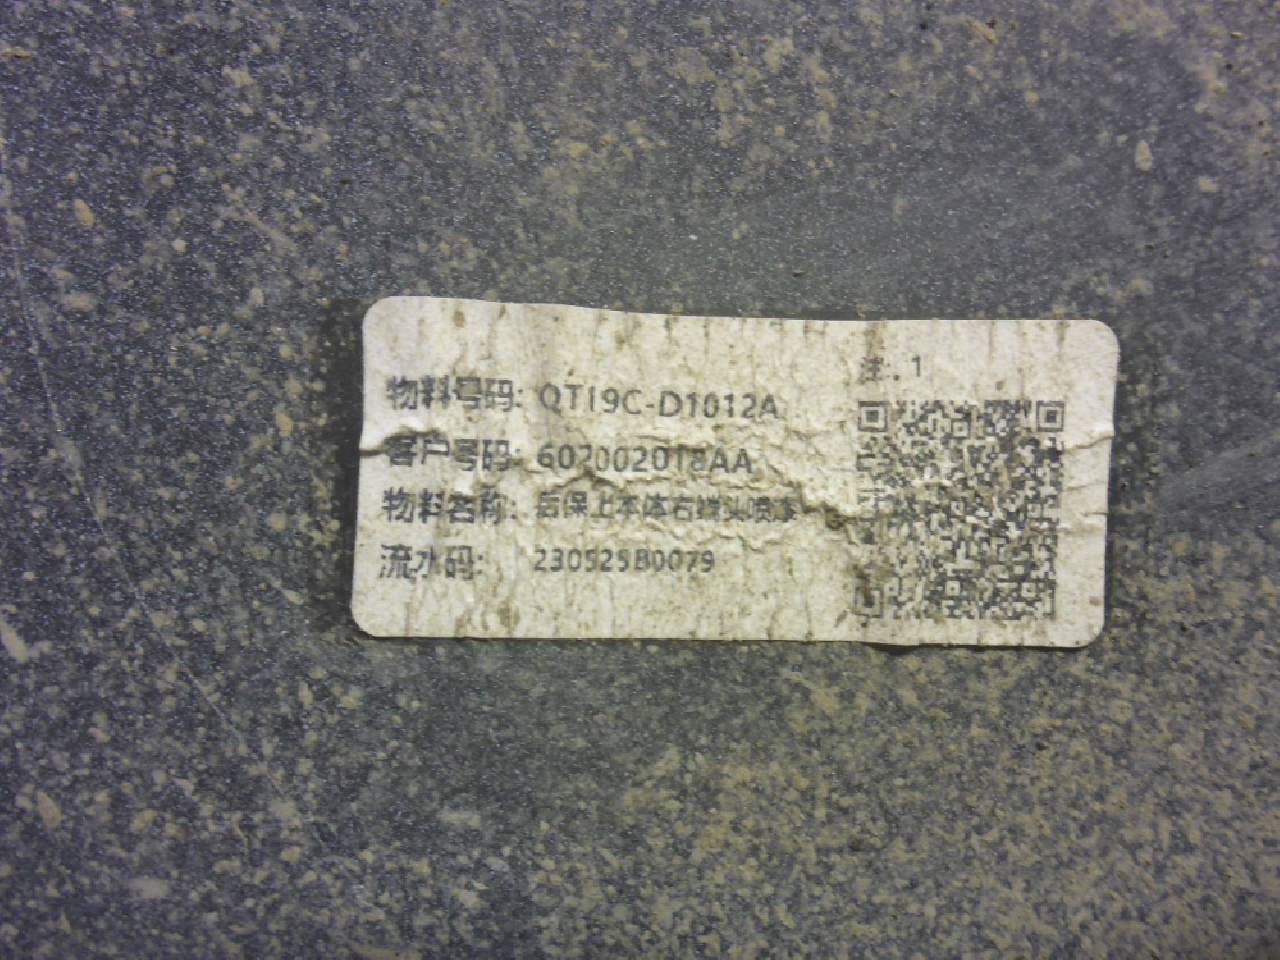 注: 1
物料号码: QT19C-D1012A
客户号码: 602002018AA
物料名称: 后保上本体右端头喷漆
流水码: 230525B0079